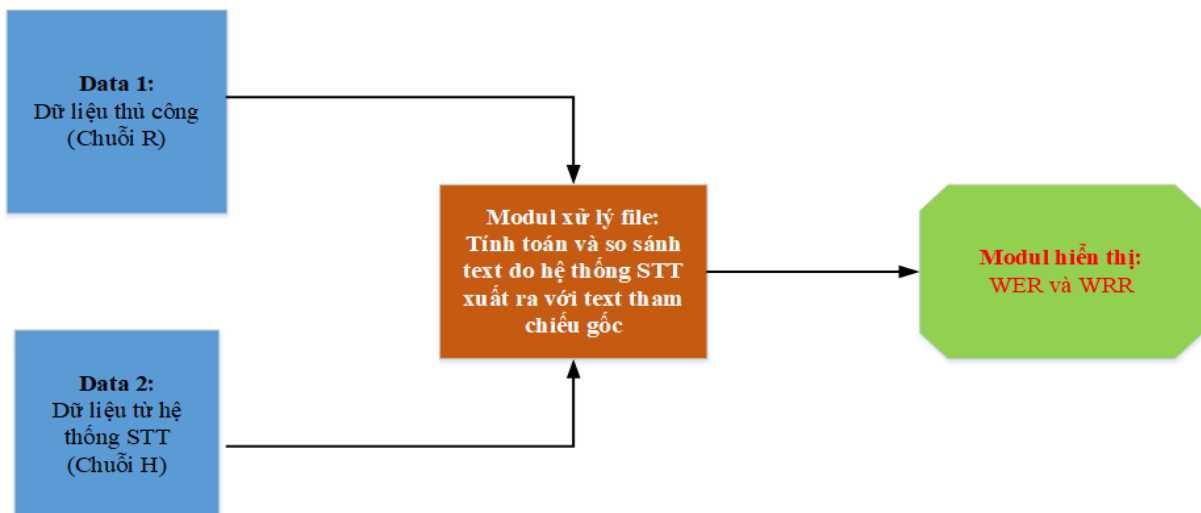 Data 1:
Dữ liệu thủ công
(Chuỗi R)
Modul xử lý file:
Tính toán và so sánh
text do hệ thống STT
xuất ra với text tham
chiếu gốc
Modul hiển thị:
WER và WRR
Data 2:
Dữ liệu từ hệ
thống STT
(Chuỗi H)